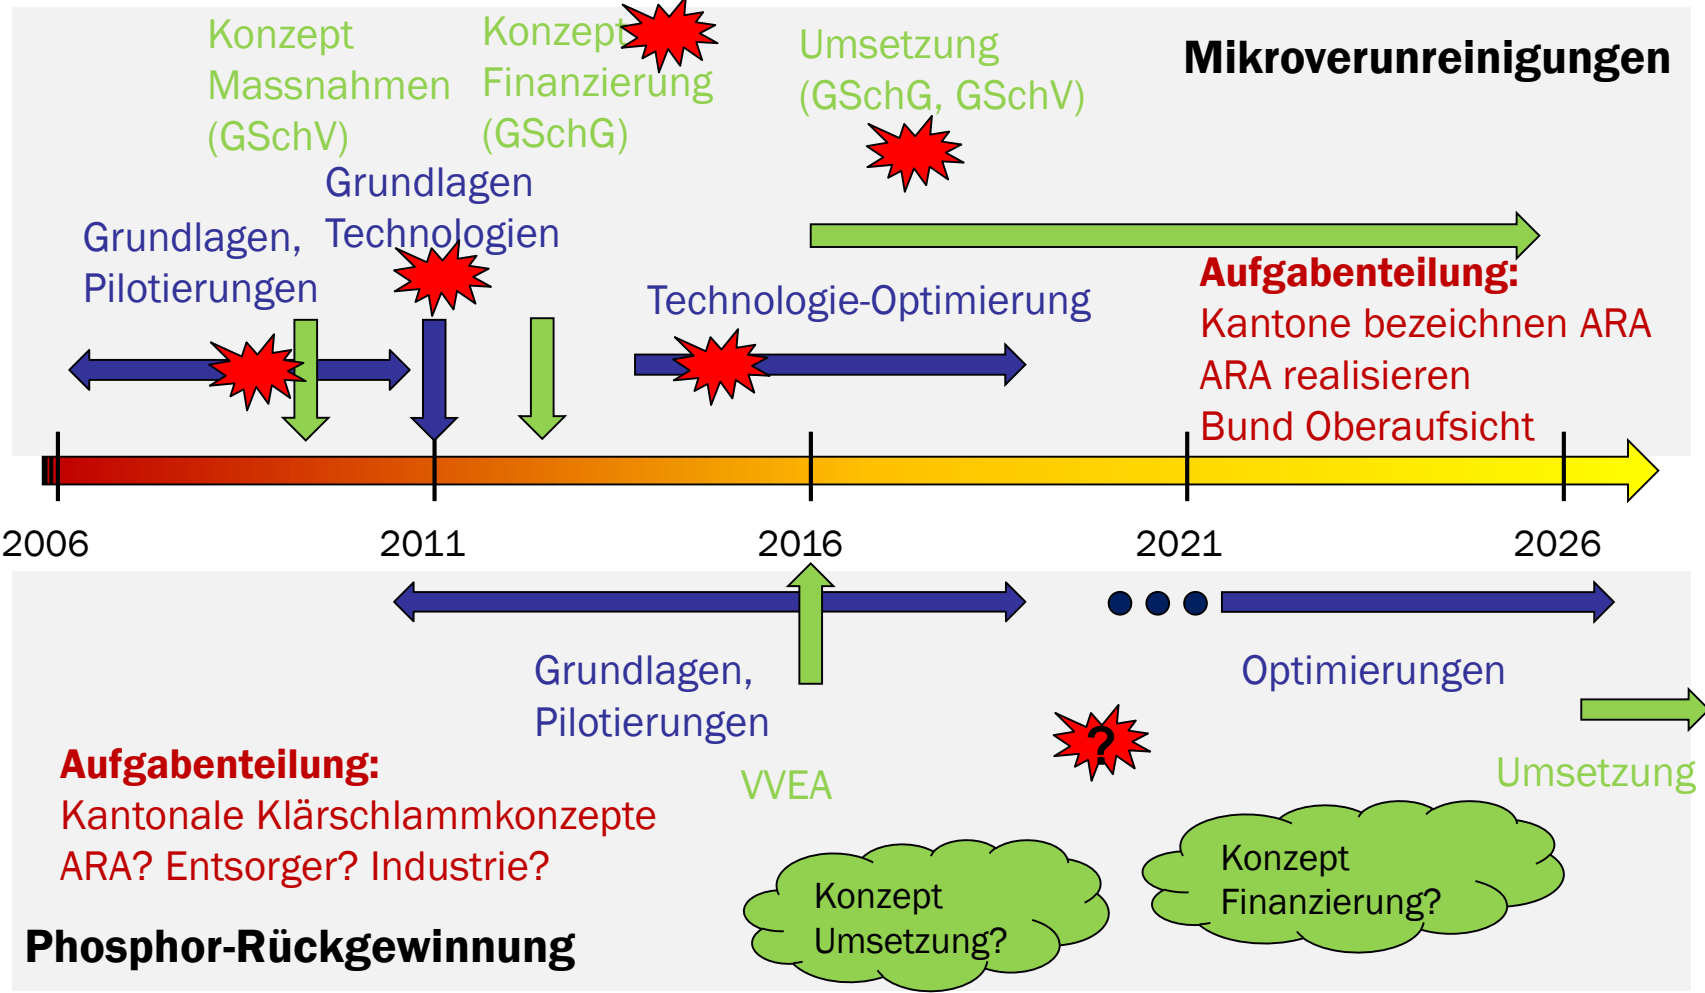 Konzept
Massnahmen
(GSchV)
Konzept
Finanzierung
(GSchG)
Umsetzung
(GSchG, GSchV)
Mikroverunreinigungen
Grundlagen
Technologien
Grundlagen,
Pilotierungen
Technologie-Optimierung
Aufgabenteilung:
Kantone bezeichnen ARA
ARA realisieren
Bund Oberaufsicht
2006
2011
2016
2021
2026
Grundlagen,
Pilotierungen
Optimierungen
?
VVEA
Umsetzung
Aufgabenteilung:
Kantonale Klärschlammkonzepte
ARA? Entsorger? Industrie?
Konzept
Umsetzung?
Konzept
Finanzierung?
Phosphor-Rückgewinnung